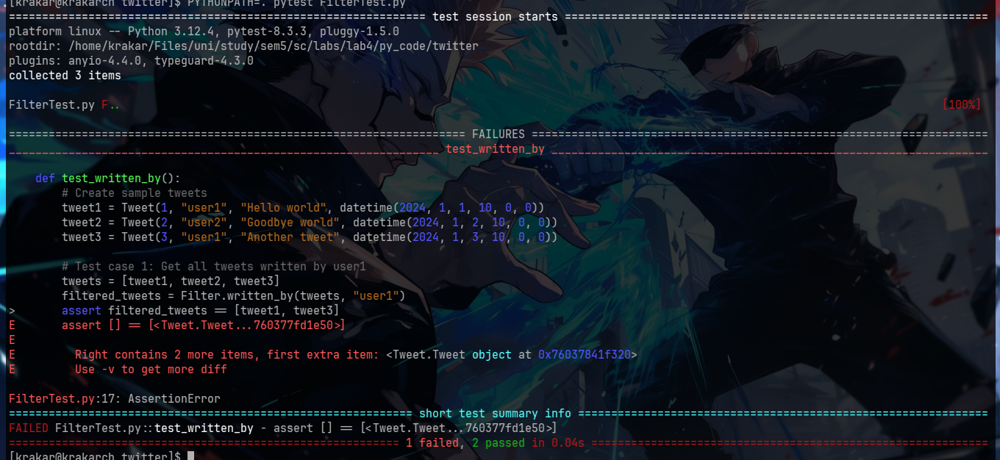 [krakar@krakarch twitter]$ PYTHONPATH=. pytest FilterTest.py
============================================================== test session starts ===============================================================
platform linux -- Python 3.12.4, pytest-8.3.3, pluggy-1.5.0
rootdir: /home/krakar/Files/uni/study/sem5/sc/labs/lab4/py_code/twitter
plugins: anyio-4.4.0, typeguard-4.3.0
collected 3 items
FilterTest.py F.. [100%]
==================================================================== FAILURES ====================================================================
________________________________________________________________ test_written_by _________________________________________________________________
def test_written_by():
# Create sample tweets
tweet1 = Tweet(1, "user1", "Hello world", datetime(2024, 1, 1, 10, 0, 0))
tweet2 = Tweet(2, "user2", "Goodbye world", datetime(2024, 1, 2, 10, 0, 0))
tweet3 = Tweet(3, "user1", "Another tweet", datetime(2024, 1, 3, 10, 0, 0))
# Test case 1: Get all tweets written by user1
tweets = [tweet1, tweet2, tweet3]
filtered_tweets = Filter.written_by(tweets, "user1")
> assert filtered_tweets == [tweet1, tweet3]
E assert [] == [<Tweet.Tweet...760377fd1e50>]
E
E Right contains 2 more items, first extra item: <Tweet.Tweet object at 0x76037841f320>
E Use -v to get more diff
FilterTest.py:17: AssertionError
============================================================ short test summary info =============================================================
FAILED FilterTest.py::test_written_by - assert [] == [<Tweet.Tweet...760377fd1e50>]
========================================================== 1 failed, 2 passed in 0.04s ===========================================================
[krakar@krakarch twitter]$